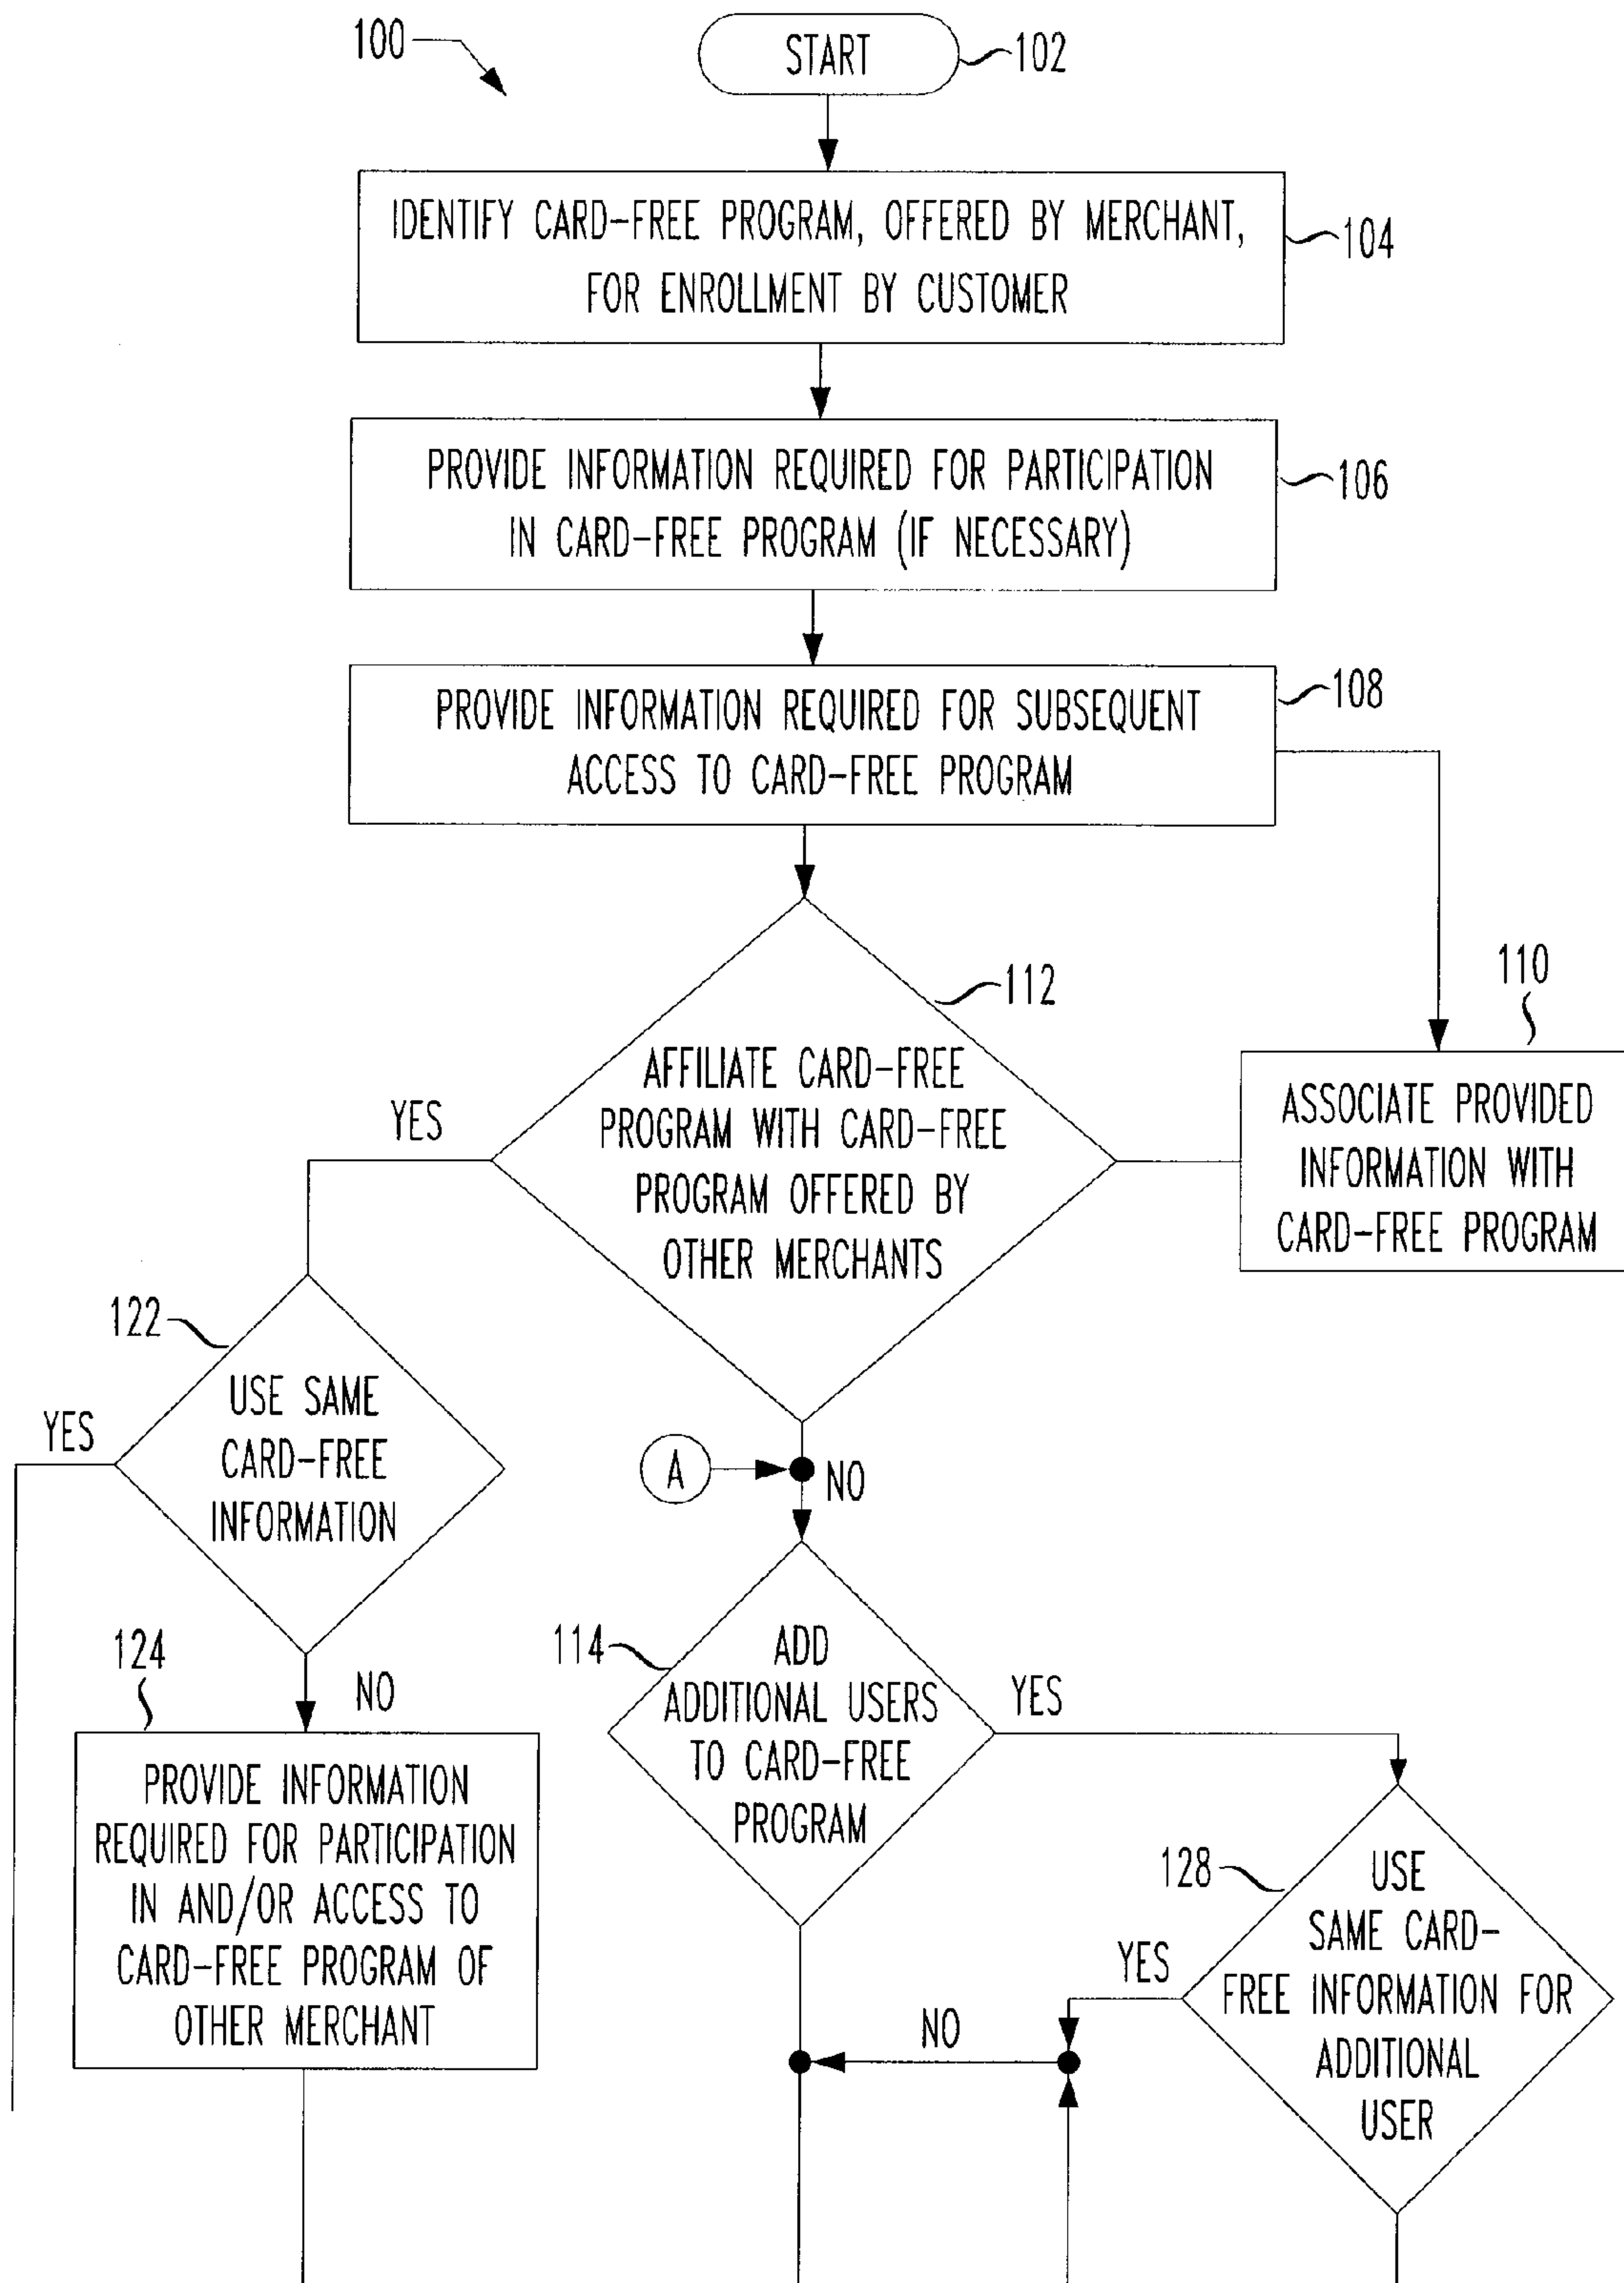 100
START
102
IDENTIFY CARD-FREE PROGRAM, OFFERED BY MERCHANT,
FOR ENROLLMENT BY CUSTOMER
104
PROVIDE INFORMATION REQUIRED FOR PARTICIPATION
IN CARD-FREE PROGRAM (IF NECESSARY)
106
PROVIDE INFORMATION REQUIRED FOR SUBSEQUENT
ACCESS TO CARD-FREE PROGRAM
108
112
AFFILIATE CARD-FREE
PROGRAM WITH CARD-FREE
PROGRAM OFFERED BY
OTHER MERCHANTS
YES
110
ASSOCIATE PROVIDED
INFORMATION WITH
CARD-FREE PROGRAM
122
USE SAME
CARD-FREE
INFORMATION
YES
NO
A
NO
124
PROVIDE INFORMATION
REQUIRED FOR PARTICIPATION
IN AND/OR ACCESS TO
CARD-FREE PROGRAM OF
OTHER MERCHANT
114
ADD
ADDITIONAL USERS
TO CARD-FREE
PROGRAM
YES
128
USE
SAME CARD-
FREE INFORMATION FOR
ADDITIONAL
USER
YES
NO